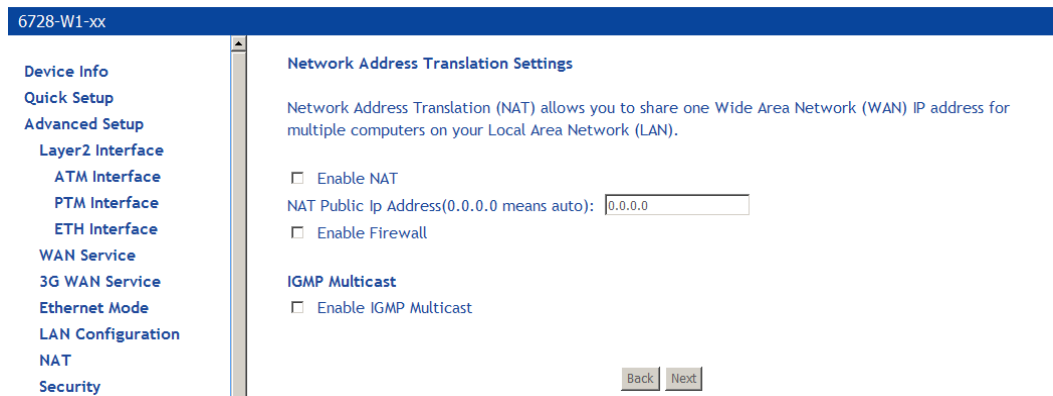 6728-W1-xx
Device Info
Quick Setup
Advanced Setup
Layer2 Interface
ATM Interface
PTM Interface
ETH Interface
WAN Service
3G WAN Service
Ethernet Mode
LAN Configuration
NAT
Security
Network Address Translation Settings
Network Address Translation (NAT) allows you to share one Wide Area Network (WAN) IP address for
multiple computers on your Local Area Network (LAN).
Enable NAT
NAT Public Ip Address(0.0.0.0 means auto): 0.0.0.0
Enable Firewall
IGMP Multicast
Enable IGMP Multicast
Back Next